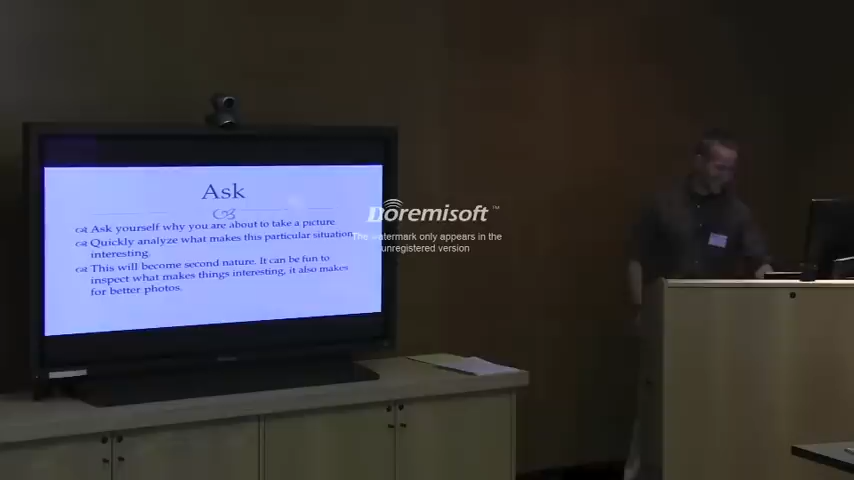 Ask
Ask yourself why you are about to take a picture
Quickly analyze what makes this particular situation
interesting.
This will become second nature. It can be fun to
inspect what makes things interesting, it also makes
for better photos.
Doremisoft™
The watermark only appears in the
unregistered version